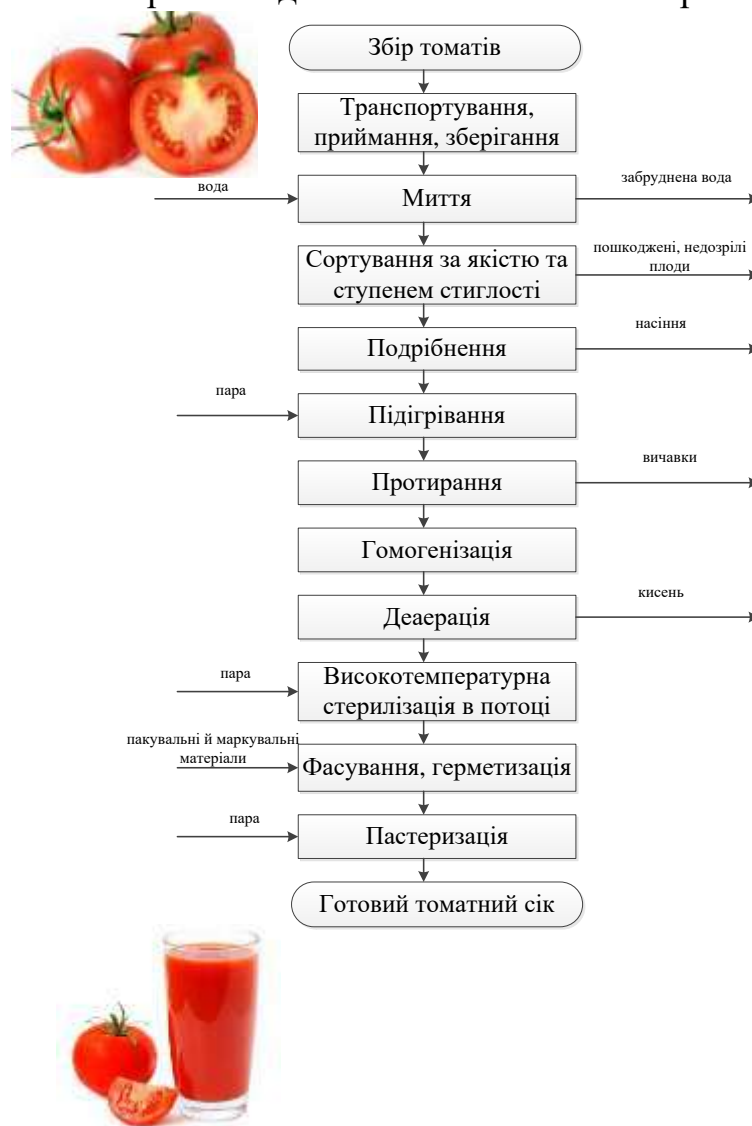 Збір томатів
Транспортування,
приймання, зберігання
вода
Миття
забруднена вода
Сортування за якістю та
ступенем стиглості
пошкоджені, недозрілі
плоди
Подрібнення
насіння
пара
Підігрівання
Протирання
вичавки
Гомогенізація
Деаерація
кисень
пара
Високотемпературна
стерилізація в потоці
пакувальні й маркувальні
матеріали
Фасування, герметизація
пара
Пастеризація
Готовий томатний сік